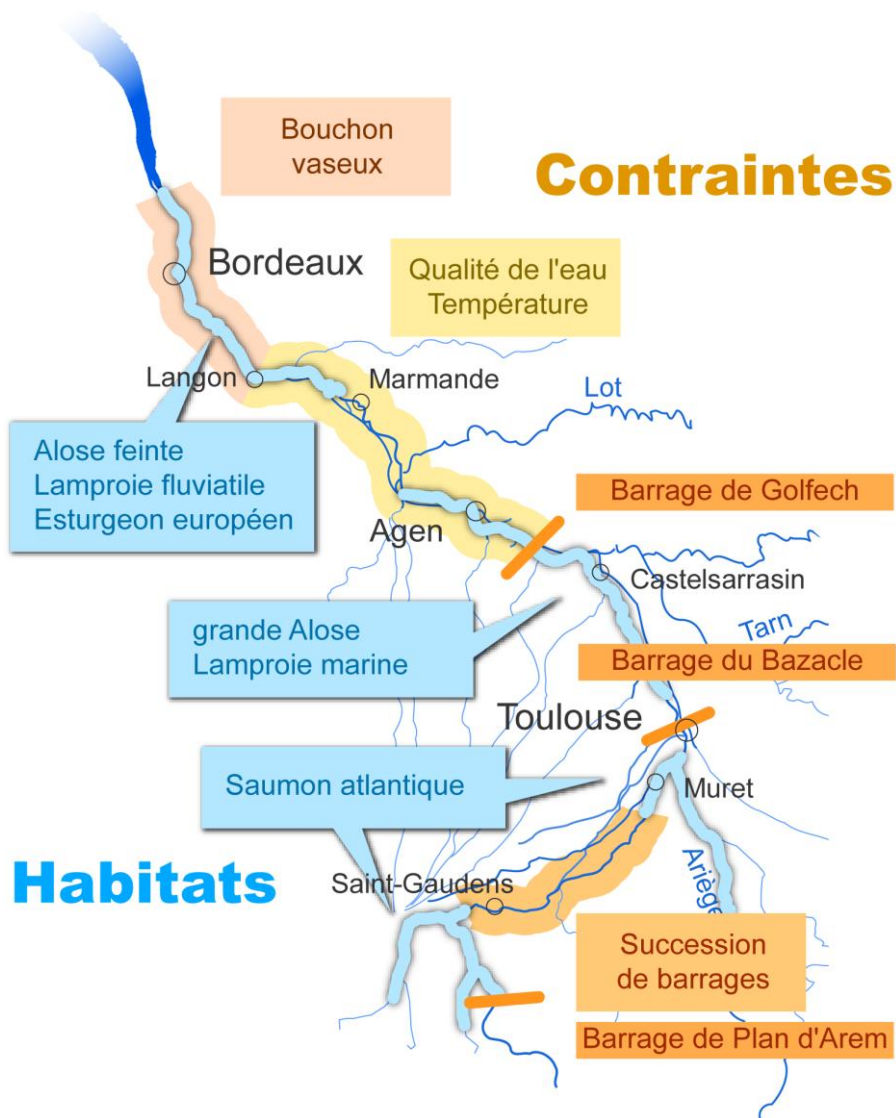 Bouchon
vaseux
Contraintes
Bordeaux
Qualité de l'eau
Température
Langon
Marmande
Lot
Alose feinte
Lamproie fluviatile
Esturgeon européen
Barrage de Golfech
Agen
Castelsarrasin
grande Alose
Lamproie marine
Tarn
Barrage du Bazacle
Toulouse
Saumon atlantique
Muret
Habitats
Saint-Gaudens
Ariège
Succession
de barrages
Barrage de Plan d'Arem